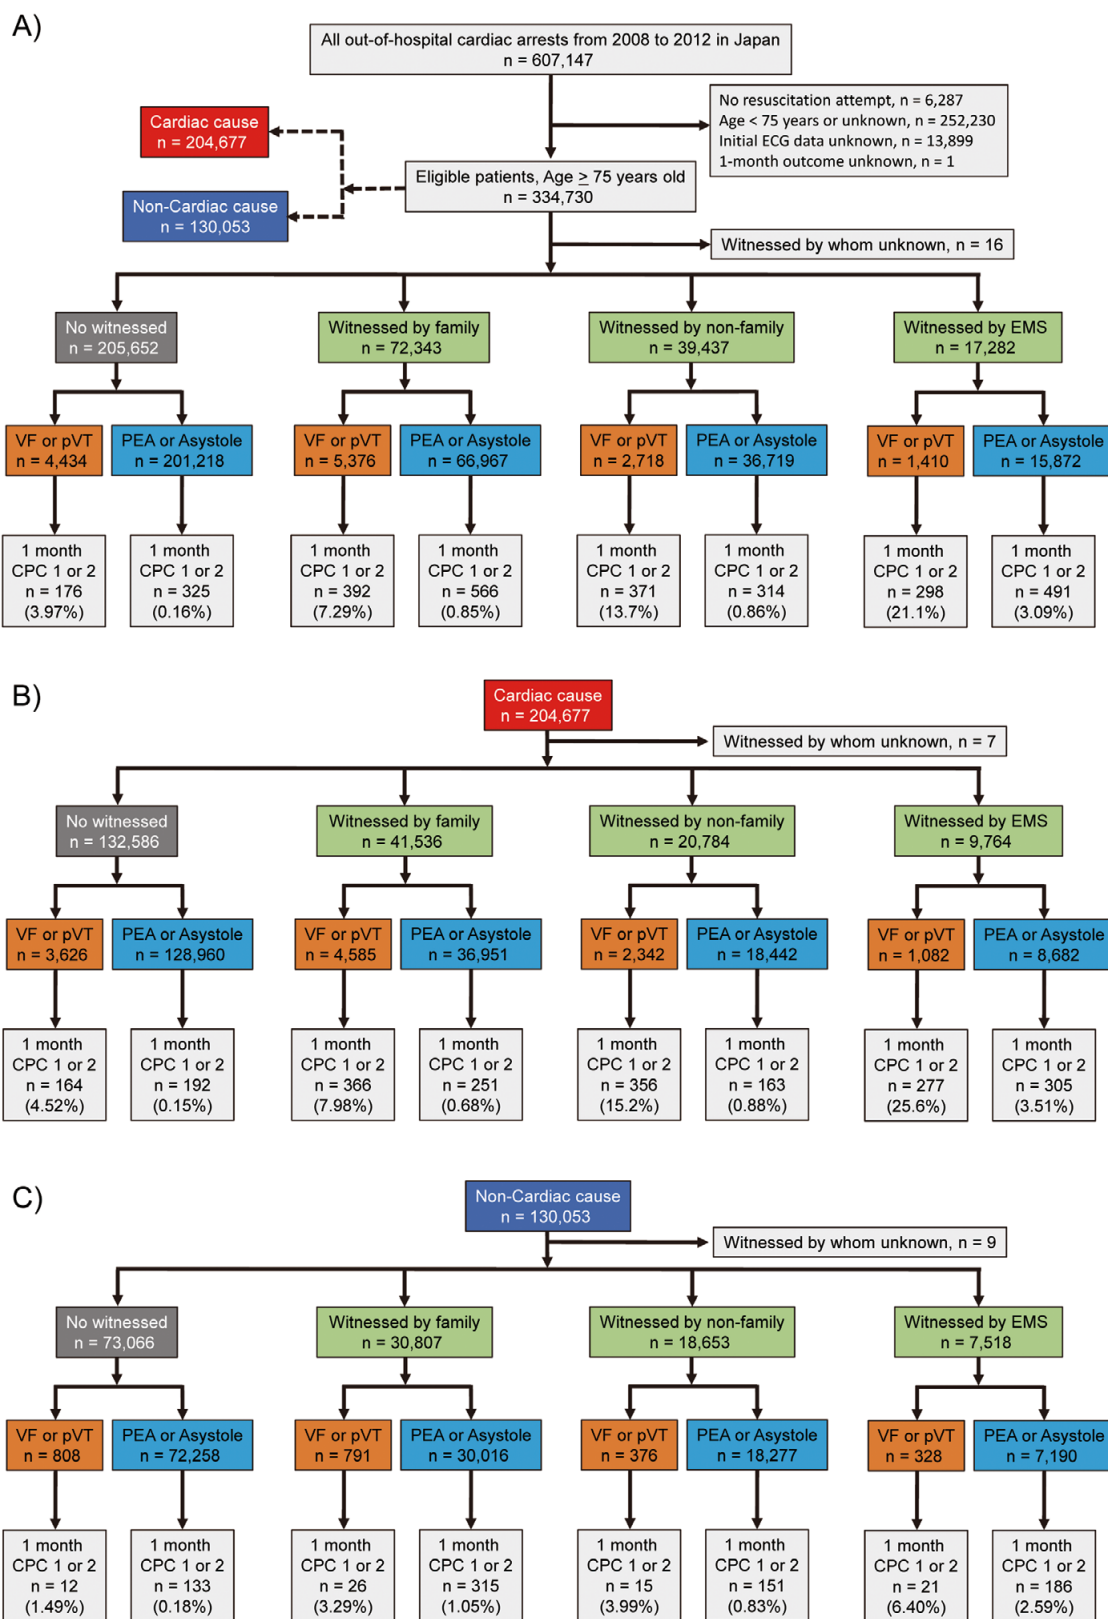 A)
All out-of-hospital cardiac arrests from 2008 to 2012 in Japan
n = 607,147
No resuscitation attempt, n = 6,287
Age < 75 years or unknown, n = 252,230
Initial ECG data unknown, n = 13,899
1-month outcome unknown, n = 1
Cardiac cause
n = 204,677
Eligible patients, Age ≥ 75 years old
n = 334,730
Non-Cardiac cause
n = 130,053
Witnessed by whom unknown, n = 16
No witnessed
n = 205,652
Witnessed by family
n = 72,343
Witnessed by non-family
n = 39,437
Witnessed by EMS
n = 17,282
VF or pVT
n = 4,434
PEA or Asystole
n = 201,218
VF or pVT
n = 5,376
PEA or Asystole
n = 66,967
VF or pVT
n = 2,718
PEA or Asystole
n = 36,719
VF or pVT
n = 1,410
PEA or Asystole
n = 15,872
1 month
CPC 1 or 2
n = 176
(3.97%)
1 month
CPC 1 or 2
n = 325
(0.16%)
1 month
CPC 1 or 2
n = 392
(7.29%)
1 month
CPC 1 or 2
n = 566
(0.85%)
1 month
CPC 1 or 2
n = 371
(13.7%)
1 month
CPC 1 or 2
n = 314
(0.86%)
1 month
CPC 1 or 2
n = 298
(21.1%)
1 month
CPC 1 or 2
n = 491
(3.09%)
B)
Cardiac cause
n = 204,677
Witnessed by whom unknown, n = 7
No witnessed
n = 132,586
Witnessed by family
n = 41,536
Witnessed by non-family
n = 20,784
Witnessed by EMS
n = 9,764
VF or pVT
n = 3,626
PEA or Asystole
n = 128,960
VF or pVT
n = 4,585
PEA or Asystole
n = 36,951
VF or pVT
n = 2,342
PEA or Asystole
n = 18,442
VF or pVT
n = 1,082
PEA or Asystole
n = 8,682
1 month
CPC 1 or 2
n = 164
(4.52%)
1 month
CPC 1 or 2
n = 192
(0.15%)
1 month
CPC 1 or 2
n = 366
(7.98%)
1 month
CPC 1 or 2
n = 251
(0.68%)
1 month
CPC 1 or 2
n = 356
(15.2%)
1 month
CPC 1 or 2
n = 163
(0.88%)
1 month
CPC 1 or 2
n = 277
(25.6%)
1 month
CPC 1 or 2
n = 305
(3.51%)
C)
Non-Cardiac cause
n = 130,053
Witnessed by whom unknown, n = 9
No witnessed
n = 73,066
Witnessed by family
n = 30,807
Witnessed by non-family
n = 18,653
Witnessed by EMS
n = 7,518
VF or pVT
n = 808
PEA or Asystole
n = 72,258
VF or pVT
n = 791
PEA or Asystole
n = 30,016
VF or pVT
n = 376
PEA or Asystole
n = 18,277
VF or pVT
n = 328
PEA or Asystole
n = 7,190
1 month
CPC 1 or 2
n = 12
(1.49%)
1 month
CPC 1 or 2
n = 133
(0.18%)
1 month
CPC 1 or 2
n = 26
(3.29%)
1 month
CPC 1 or 2
n = 315
(1.05%)
1 month
CPC 1 or 2
n = 15
(3.99%)
1 month
CPC 1 or 2
n = 151
(0.83%)
1 month
CPC 1 or 2
n = 21
(6.40%)
1 month
CPC 1 or 2
n = 186
(2.59%)